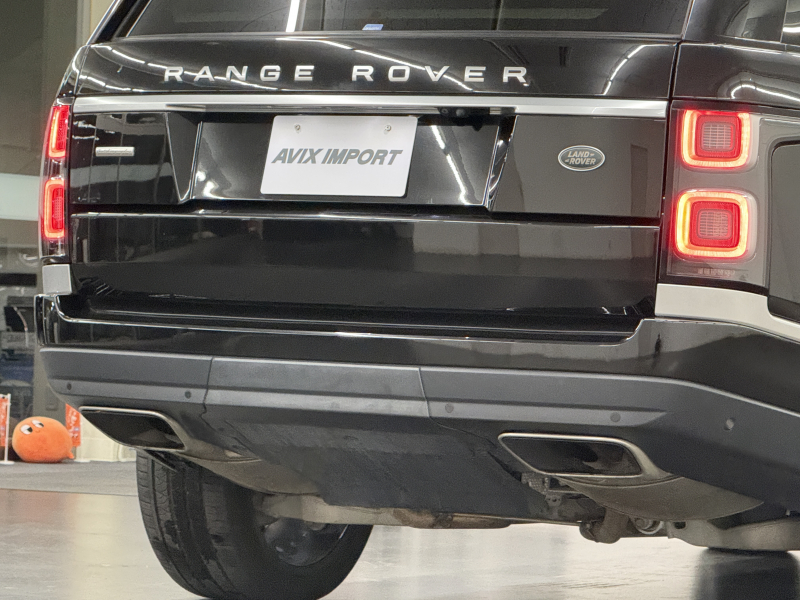 RANGE ROVER
AVIX IMPORT
LAND-
ROVER